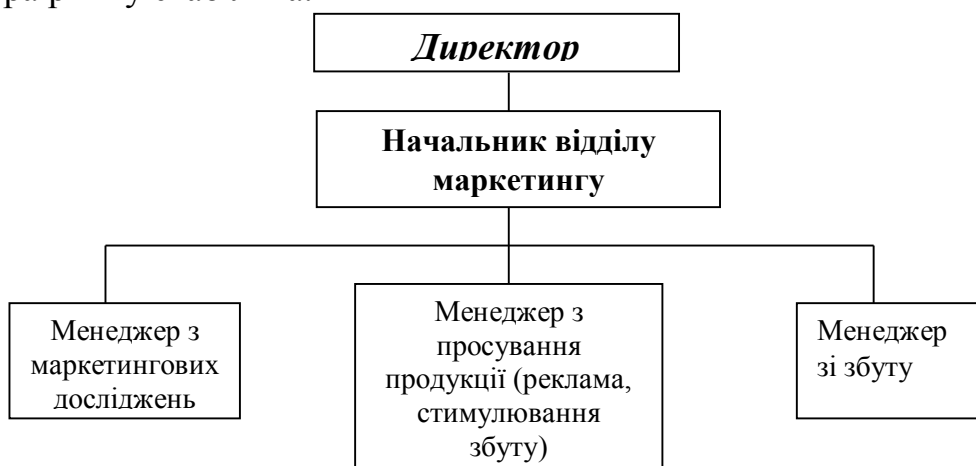 Директор
Начальник відділу
маркетингу
Менеджер з
маркетингових
досліджень
Менеджер з
просування
продукції (реклама,
стимулювання
збуту)
Менеджер
зі збуту